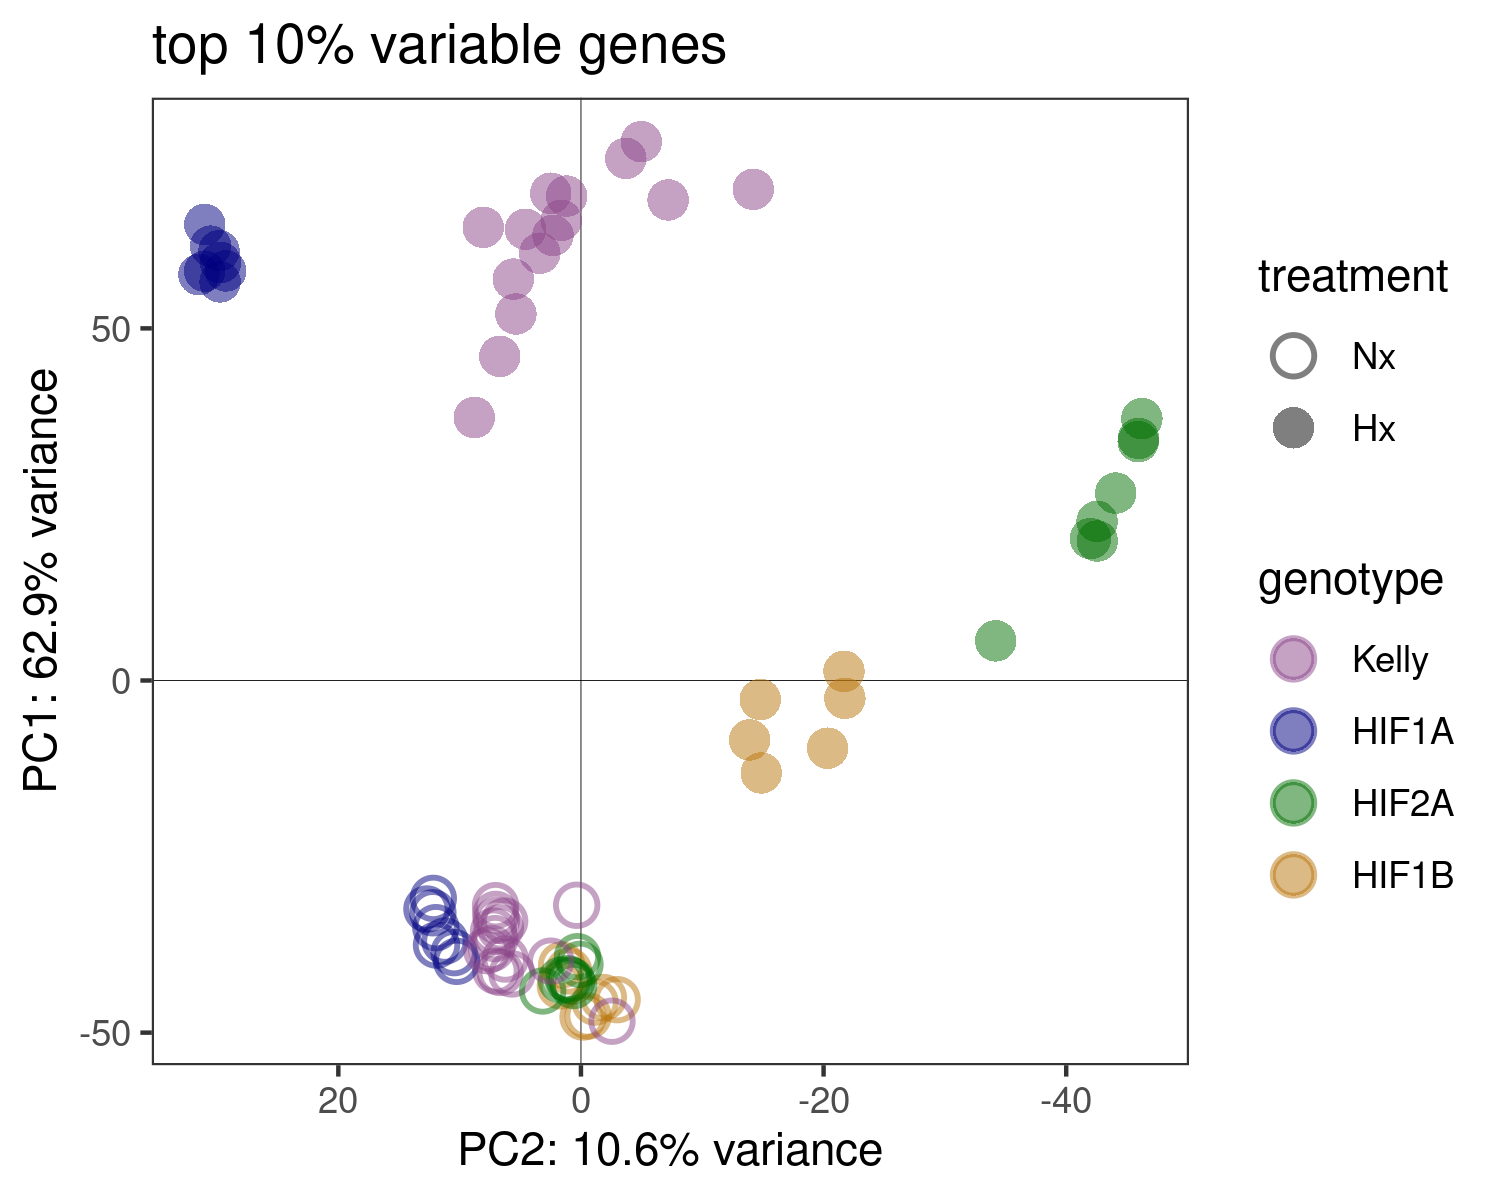 top 10% variable genes
PC1: 62.9% variance
50
0
-50
20
0
-20
-40
PC2: 10.6% variance
treatment
Nx
Hx
genotype
Kelly
HIF1A
HIF2A
HIF1B